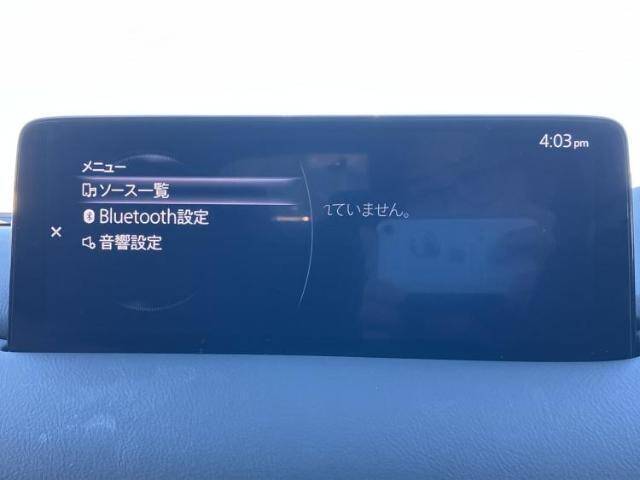 4:03 pm
メニュー
ソース一覧
Bluetooth設定
ていません。
音響設定